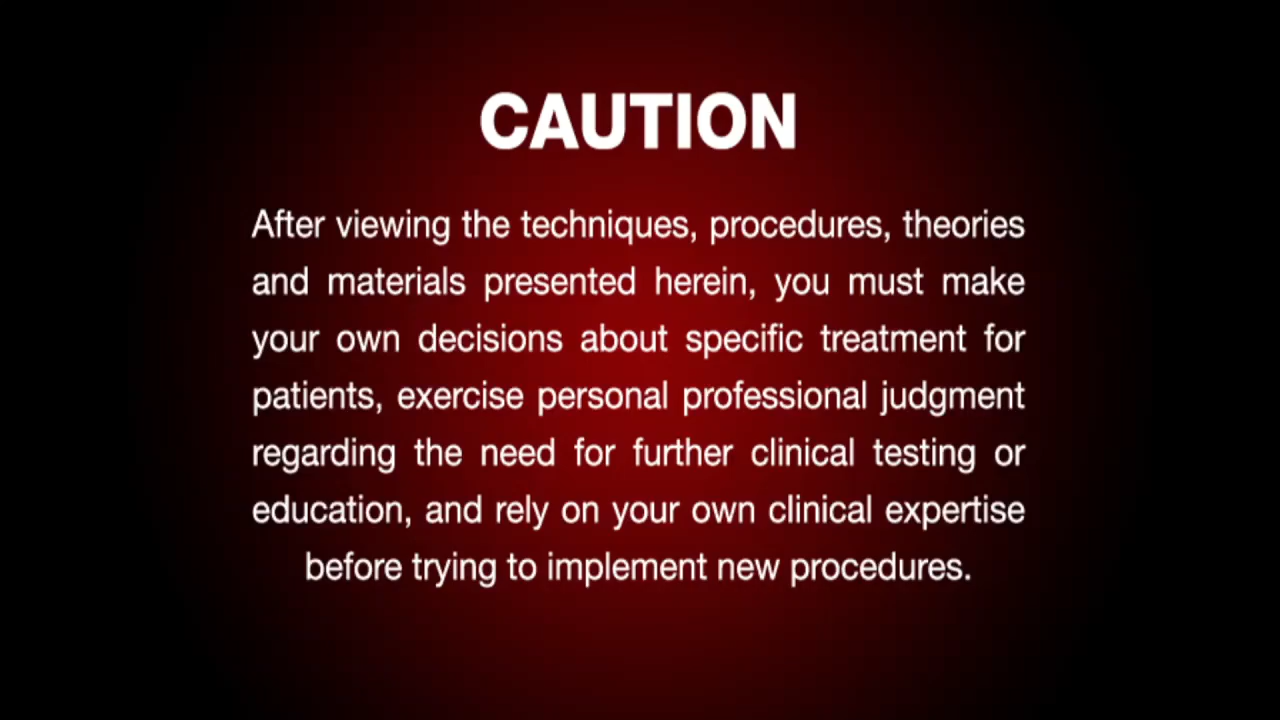 CAUTION
After viewing the techniques, procedures, theories
and materials presented herein, you must make
your own decisions about specific treatment for
patients, exercise personal professional judgment
regarding the need for further clinical testing or
education, and rely on your own clinical expertise
before trying to implement new procedures.